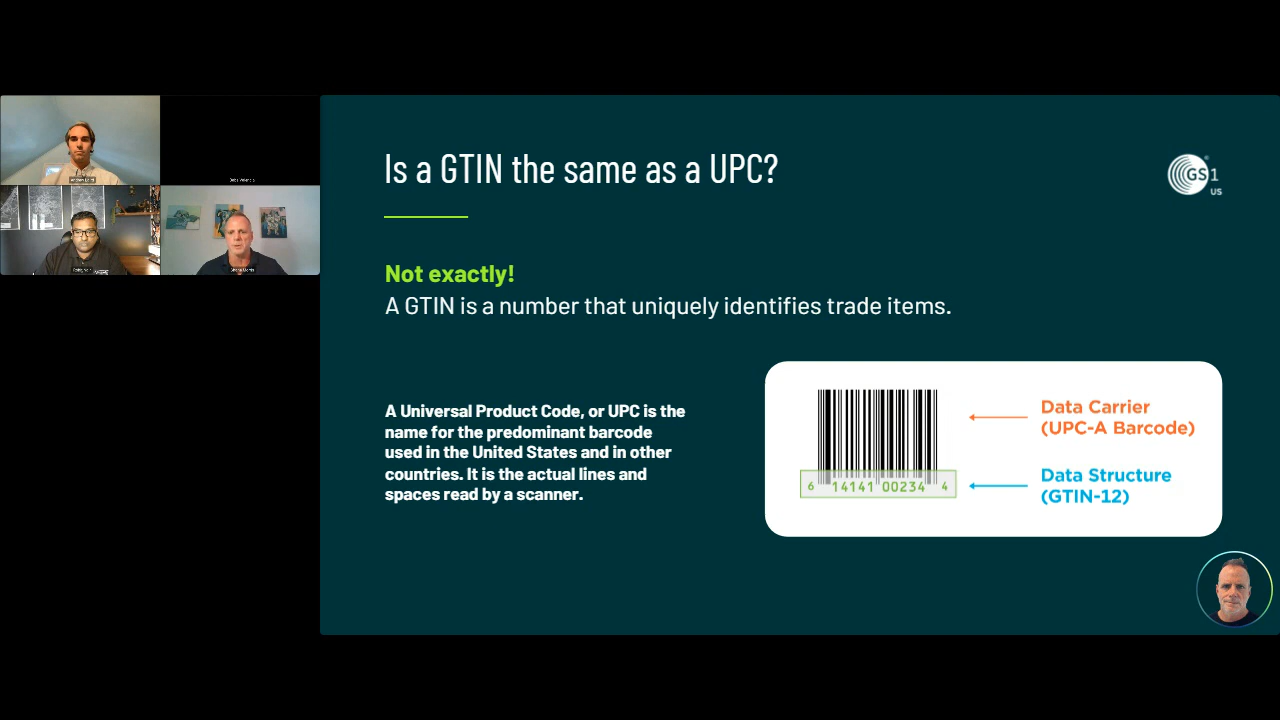 Is a GTIN the same as a UPC?
GS1
US
Not exactly!
A GTIN is a number that uniquely identifies trade items.
A Universal Product Code, or UPC is the
name for the predominant barcode
used in the United States and in other
countries. It is the actual lines and
spaces read by a scanner.
Data Carrier
(UPC-A Barcode)
Data Structure
(GTIN-12)
6 14141 00234 4